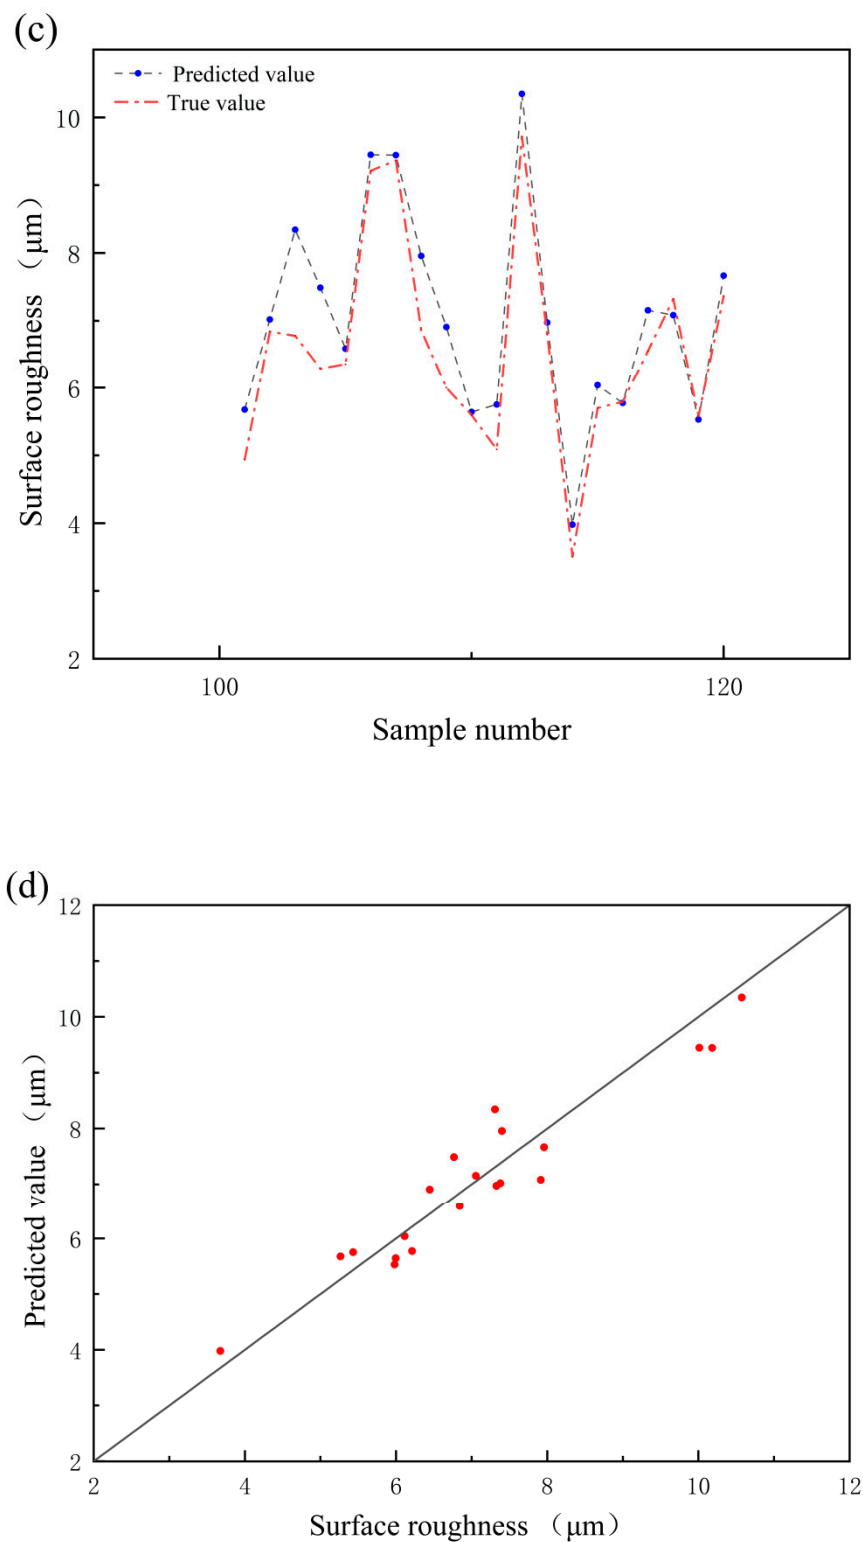 (c)
Predicted value
True value
10
8
6
4
2
Surface roughness （μm）
100
120
Sample number
(d)
12
10
8
6
4
2
Predicted value （μm）
2
4
6
8
10
12
Surface roughness （μm）